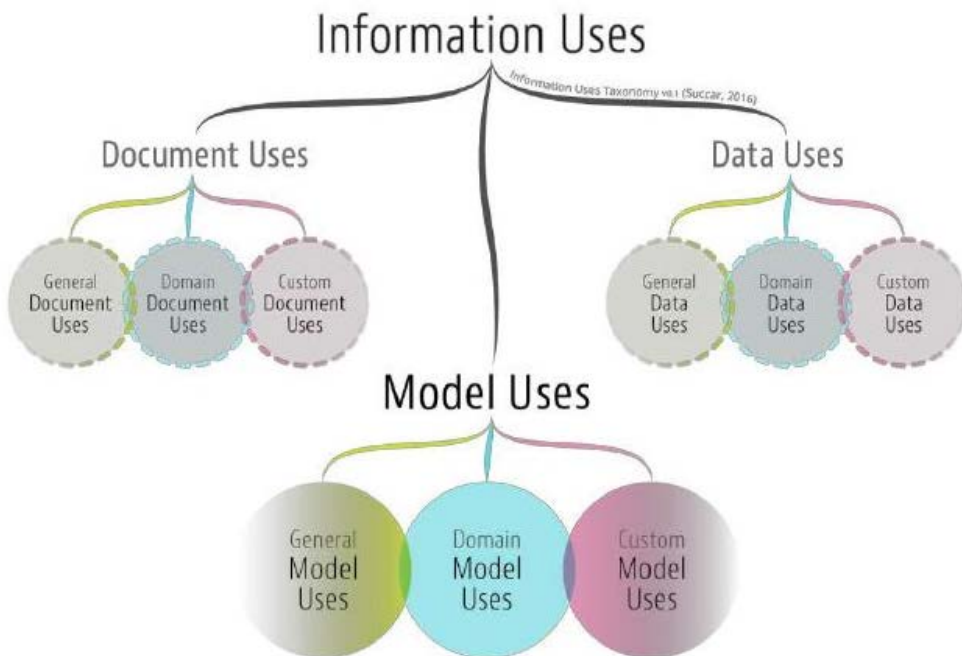 Information Uses
Information Uses Taxonomy v0.1 (Succar, 2016)
Document Uses
Data Uses
General
Document
Uses
Domain
Document
Uses
Custom
Document
Uses
General
Data
Uses
Domain
Data
Uses
Custom
Data
Uses
Model Uses
General
Model
Uses
Domain
Model
Uses
Custom
Model
Uses